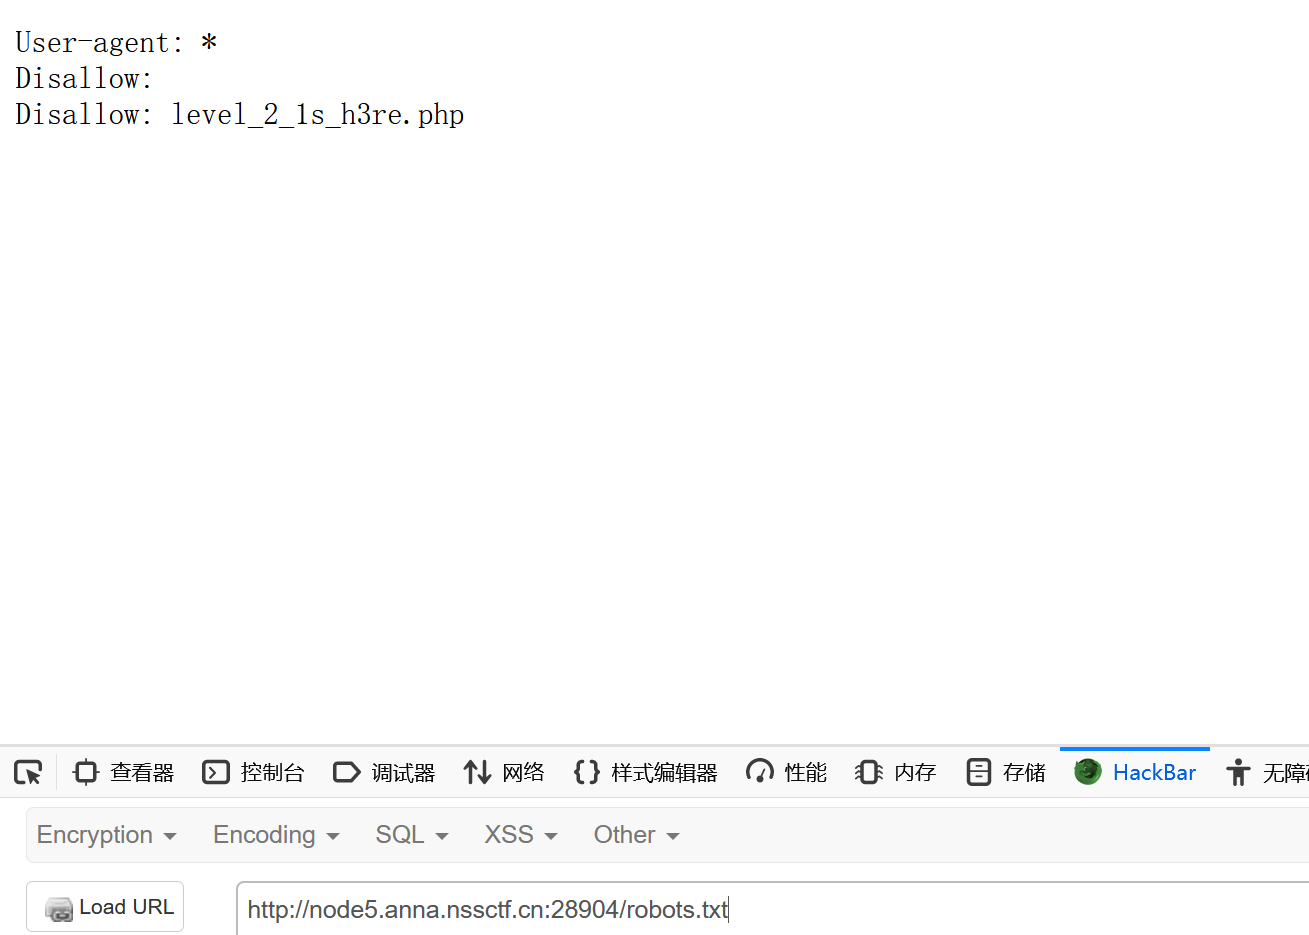 User-agent: *
Disallow:
Disallow: level_2_1s_h3re.php
查看器 控制台 调试器 网络 样式编辑器 性能 内存 存储 HackBar 无障
Encryption Encoding SQL XSS Other
Load URL http://node5.anna.nssctf.cn:28904/robots.txt